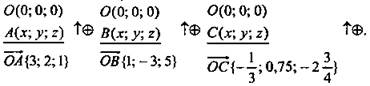 O(0; 0; 0) O(0; 0; 0) O(0; 0; 0)
A(x; y; z) ↑⊕ B(x; y; z) ↑⊕ C(x; y; z) ↑⊕.
OA{3; 2; 1} OB{1; – 3; 5} OC{–1/3; 0,75; –2 3/4}